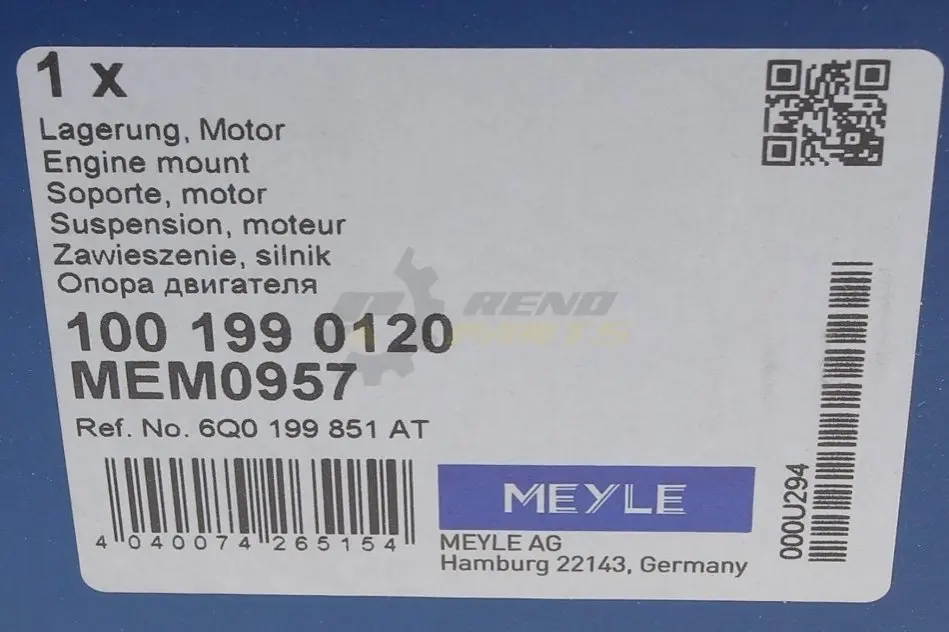 1 x
Lagerung, Motor
Engine mount
Soporte, motor
Suspension, moteur
Zawieszenie, silnik
Опора двигателя
RENO
PARTS
100 199 0120
MEM0957
Ref. No. 6Q0 199 851 AT
4 040074 265154
MEYLE
MEYLE AG
Hamburg 22143, Germany
000U294